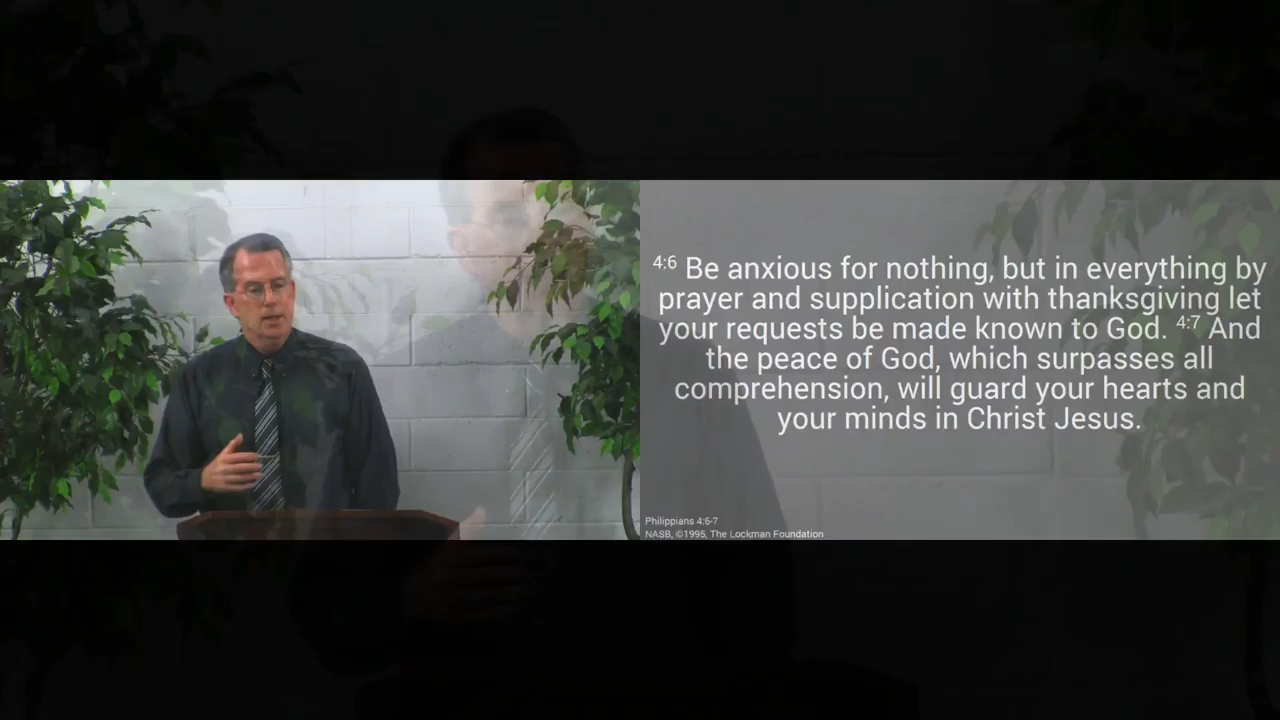 4:6 Be anxious for nothing, but in everything by
prayer and supplication with thanksgiving let
your requests be made known to God. 4:7 And
the peace of God, which surpasses all
comprehension, will guard your hearts and
your minds in Christ Jesus.
Philippians 4:6-7
NASB, ©1995, The Lockman Foundation